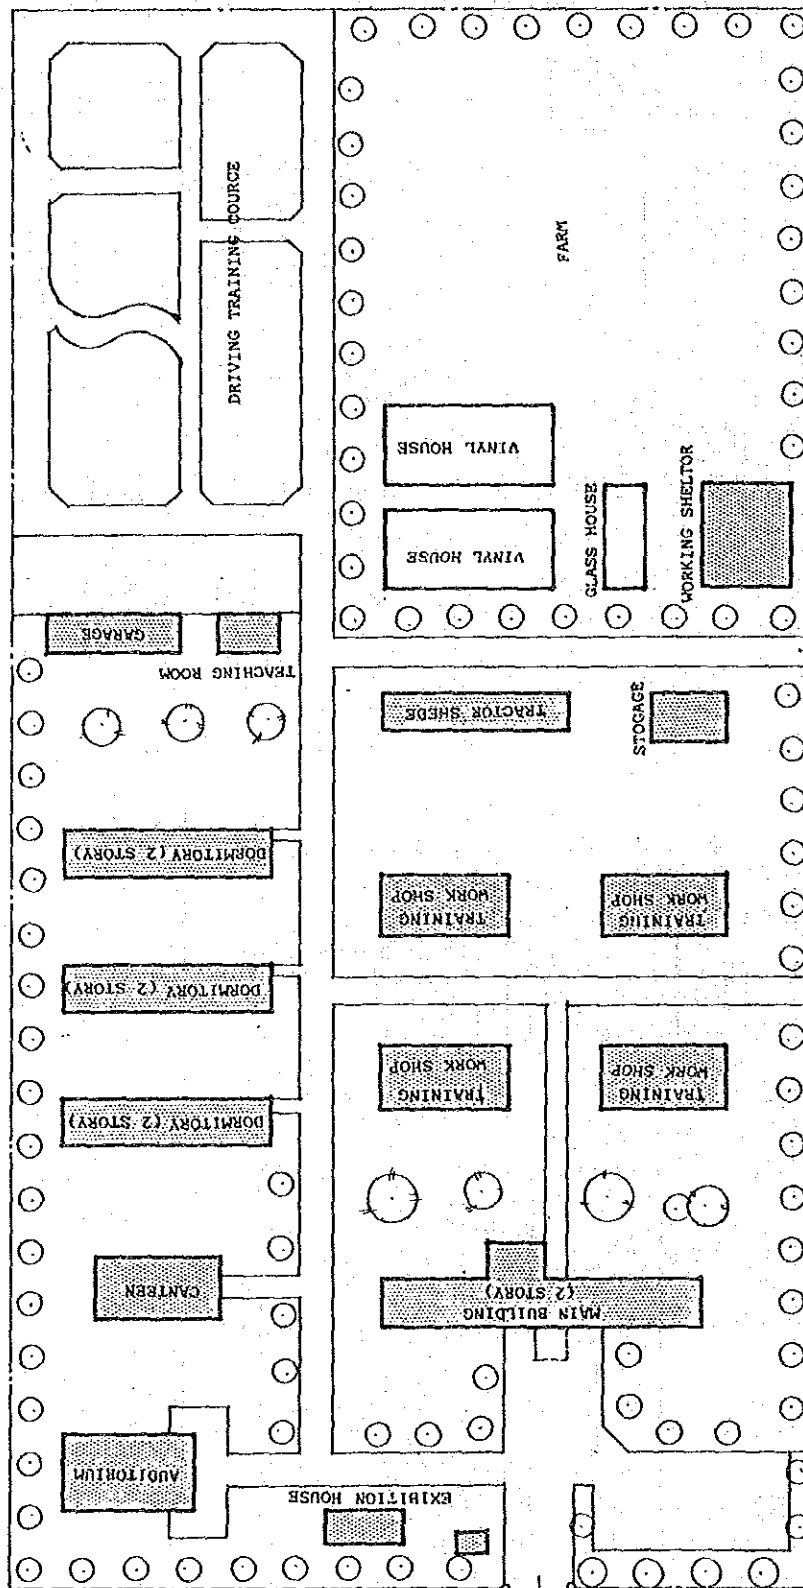 DRIVING TRAINING COURCE
FARM
VINYL HOUSE
VINYL HOUSE
GLASS HOUSE
WORKING SHELTOR
GARAGE
TEACHING ROOM
TRACTOR SHEDE
STOGAGE
DORMITORY (2 STORY)
TRAINING
WORK SHOP
TRAINING
WORK SHOP
DORMITORY (2 STORY)
TRAINING
WORK SHOP
TRAINING
WORK SHOP
DORMITORY (2 STORY)
CANTEEN
MAIN BUILDING
(2 STORY)
AUDITORIUM
EXHIBITION HOUSE